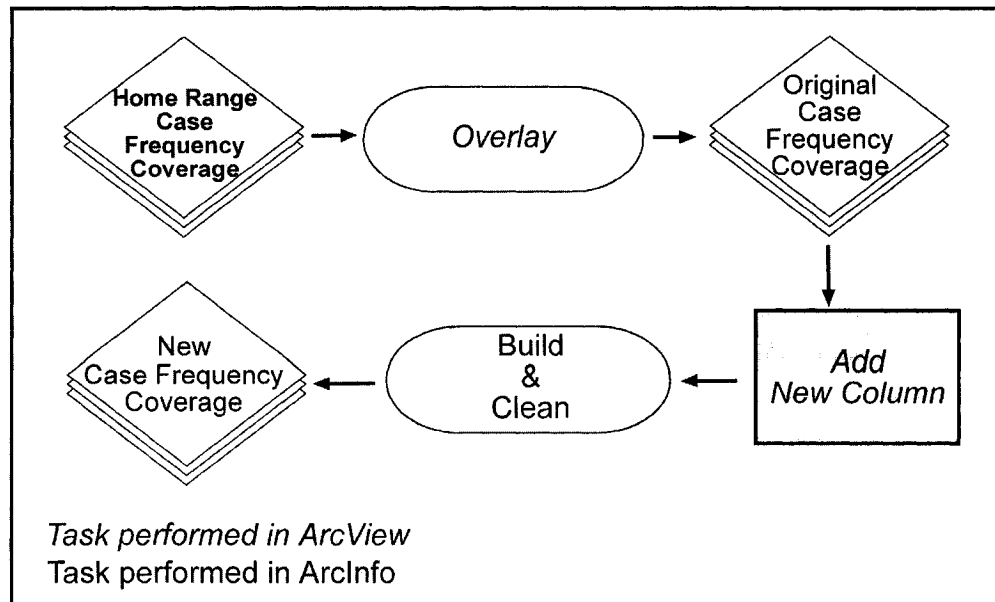 Home Range
Case
Frequency
Coverage
Overlay
Original
Case
Frequency
Coverage
Add
New Column
Build
&
Clean
New
Case Frequency
Coverage
Task performed in ArcView
Task performed in ArcInfo